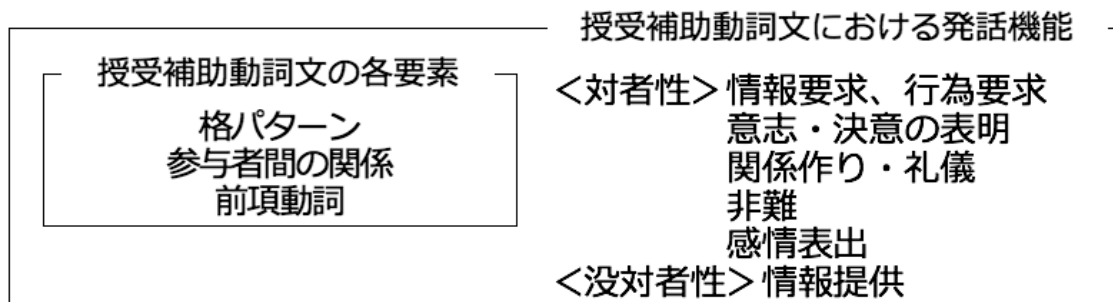 授受補助動詞文における発話機能
授受補助動詞文の各要素
格パターン
参与者間の関係
前項動詞
＜対者性＞情報要求、行為要求
意志・決意の表明
関係作り・礼儀
非難
感情表出
＜没対者性＞情報提供